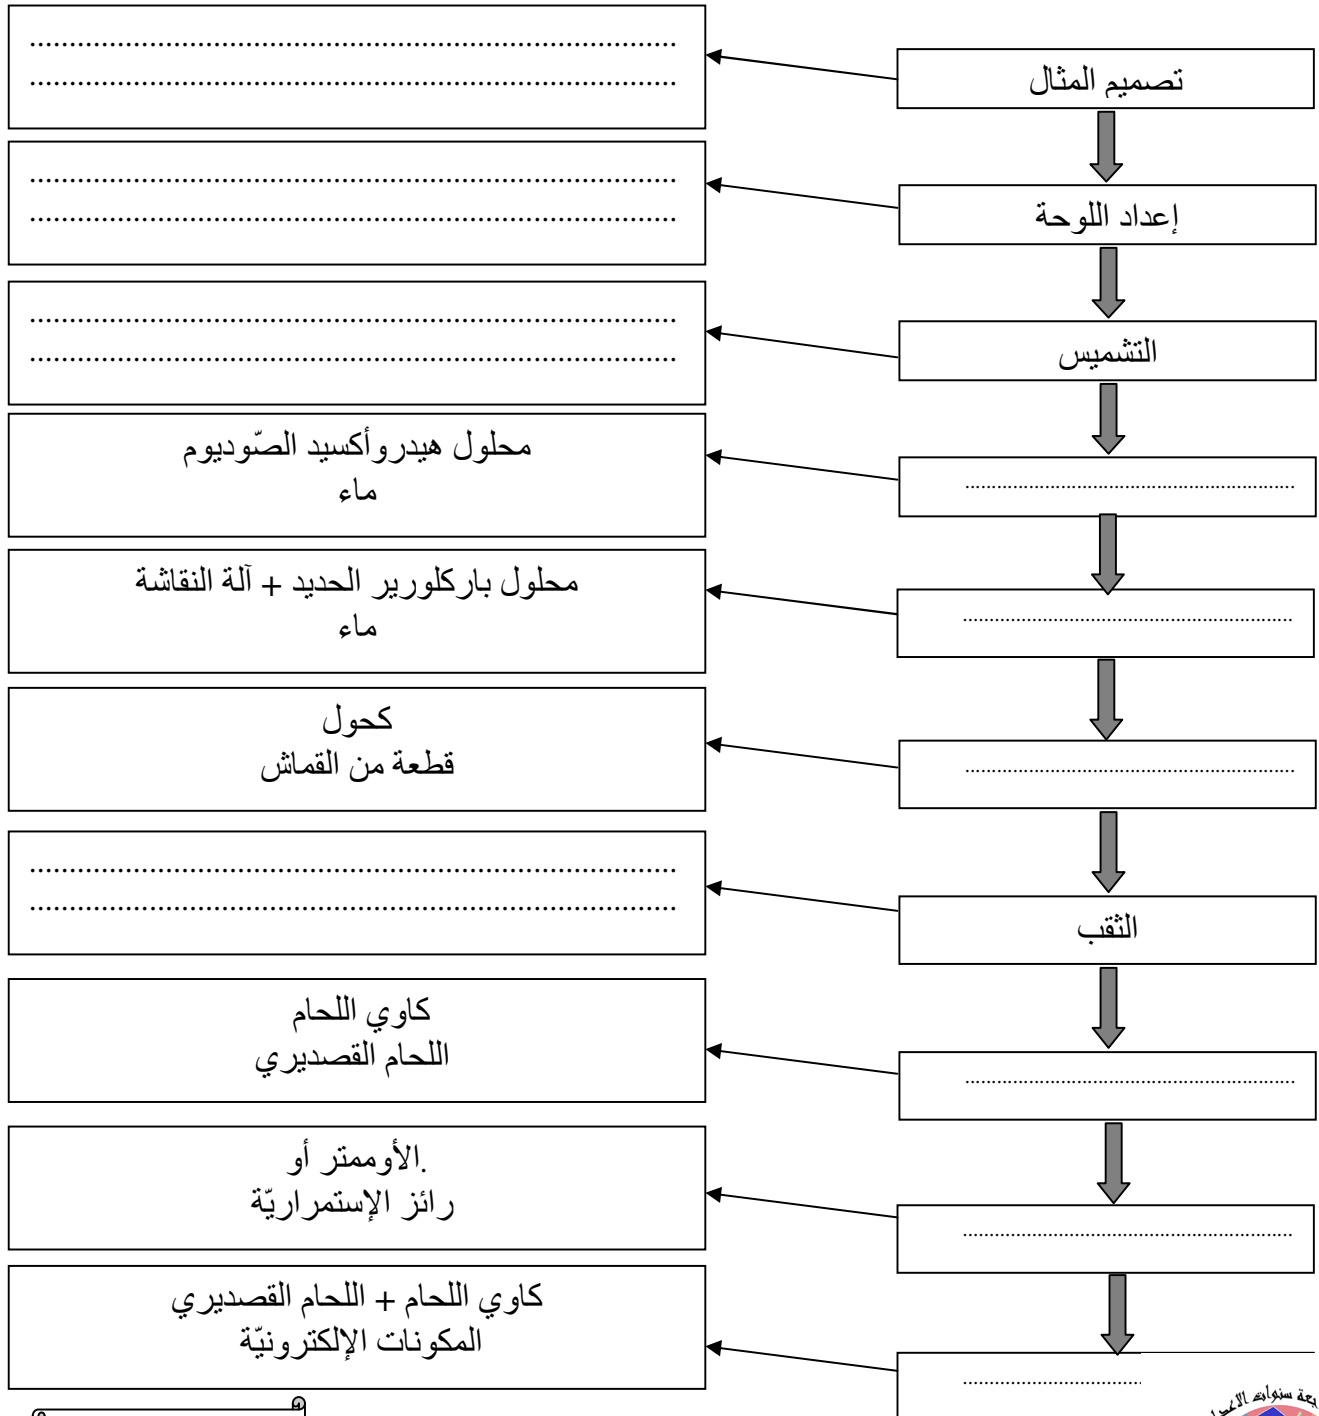 تصميم المثال
................................................................................
................................................................................
إعداد اللوحة
................................................................................
................................................................................
التشميس
................................................................................
................................................................................
............................................................
محلول هيدروأكسيد الصّوديوم
ماء
............................................................
محلول باركلورير الحديد + آلة النقاشة
ماء
............................................................
كحول
قطعة من القماش
الثقب
................................................................................
................................................................................
............................................................
كاوي اللحام
اللحام القصديري
............................................................
.الأوممتر أو
رائز الإستمراريّة
................................
كاوي اللحام + اللحام القصديري
المكونات الإلكترونيّة
سنوات